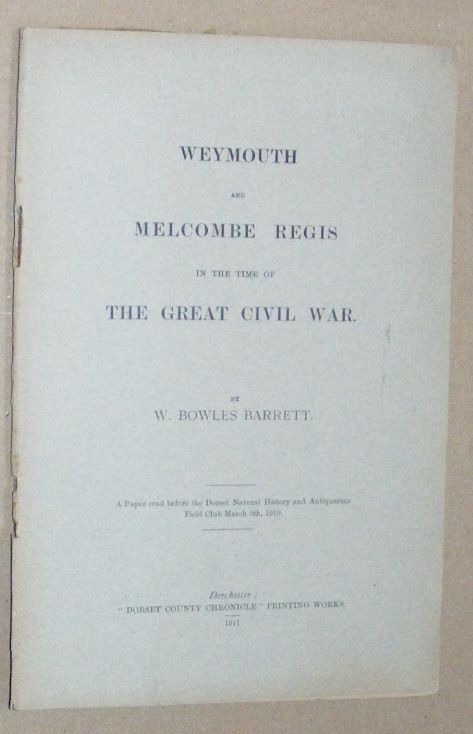 WEYMOUTH
AND
MELCOMBE REGIS
IN THE TIME OF
THE GREAT CIVIL WAR.
BY
W. BOWLES BARRETT.
A Paper read before the Dorset Natural History and Antiquarian
Field Club March 5th, 1910.
Dorchester:
"DORSET COUNTY CHRONICLE" PRINTING WORKS.
1911